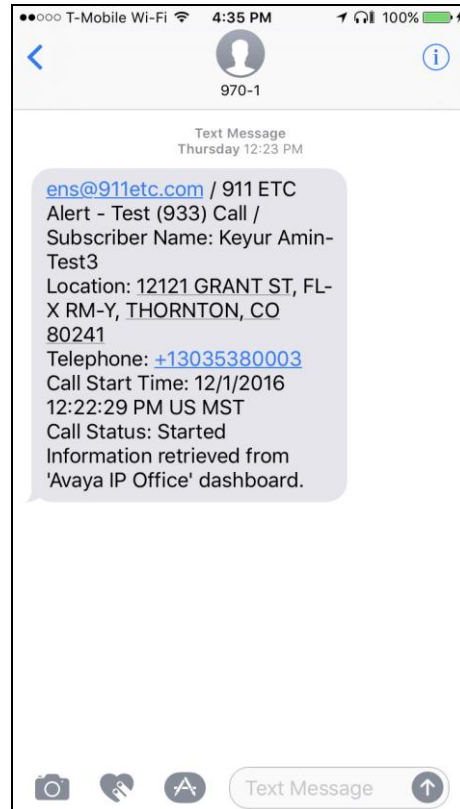 T-Mobile Wi-Fi 4:35 PM 100%
970-1
Text Message
Thursday 12:23 PM
ens@911etc.com / 911 ETC
Alert - Test (933) Call /
Subscriber Name: Keyur Amin-
Test3
Location: 12121 GRANT ST, FL-
X RM-Y, THORNTON, CO
80241
Telephone: +13035380003
Call Start Time: 12/1/2016
12:22:29 PM US MST
Call Status: Started
Information retrieved from
'Avaya IP Office' dashboard.
Text Message